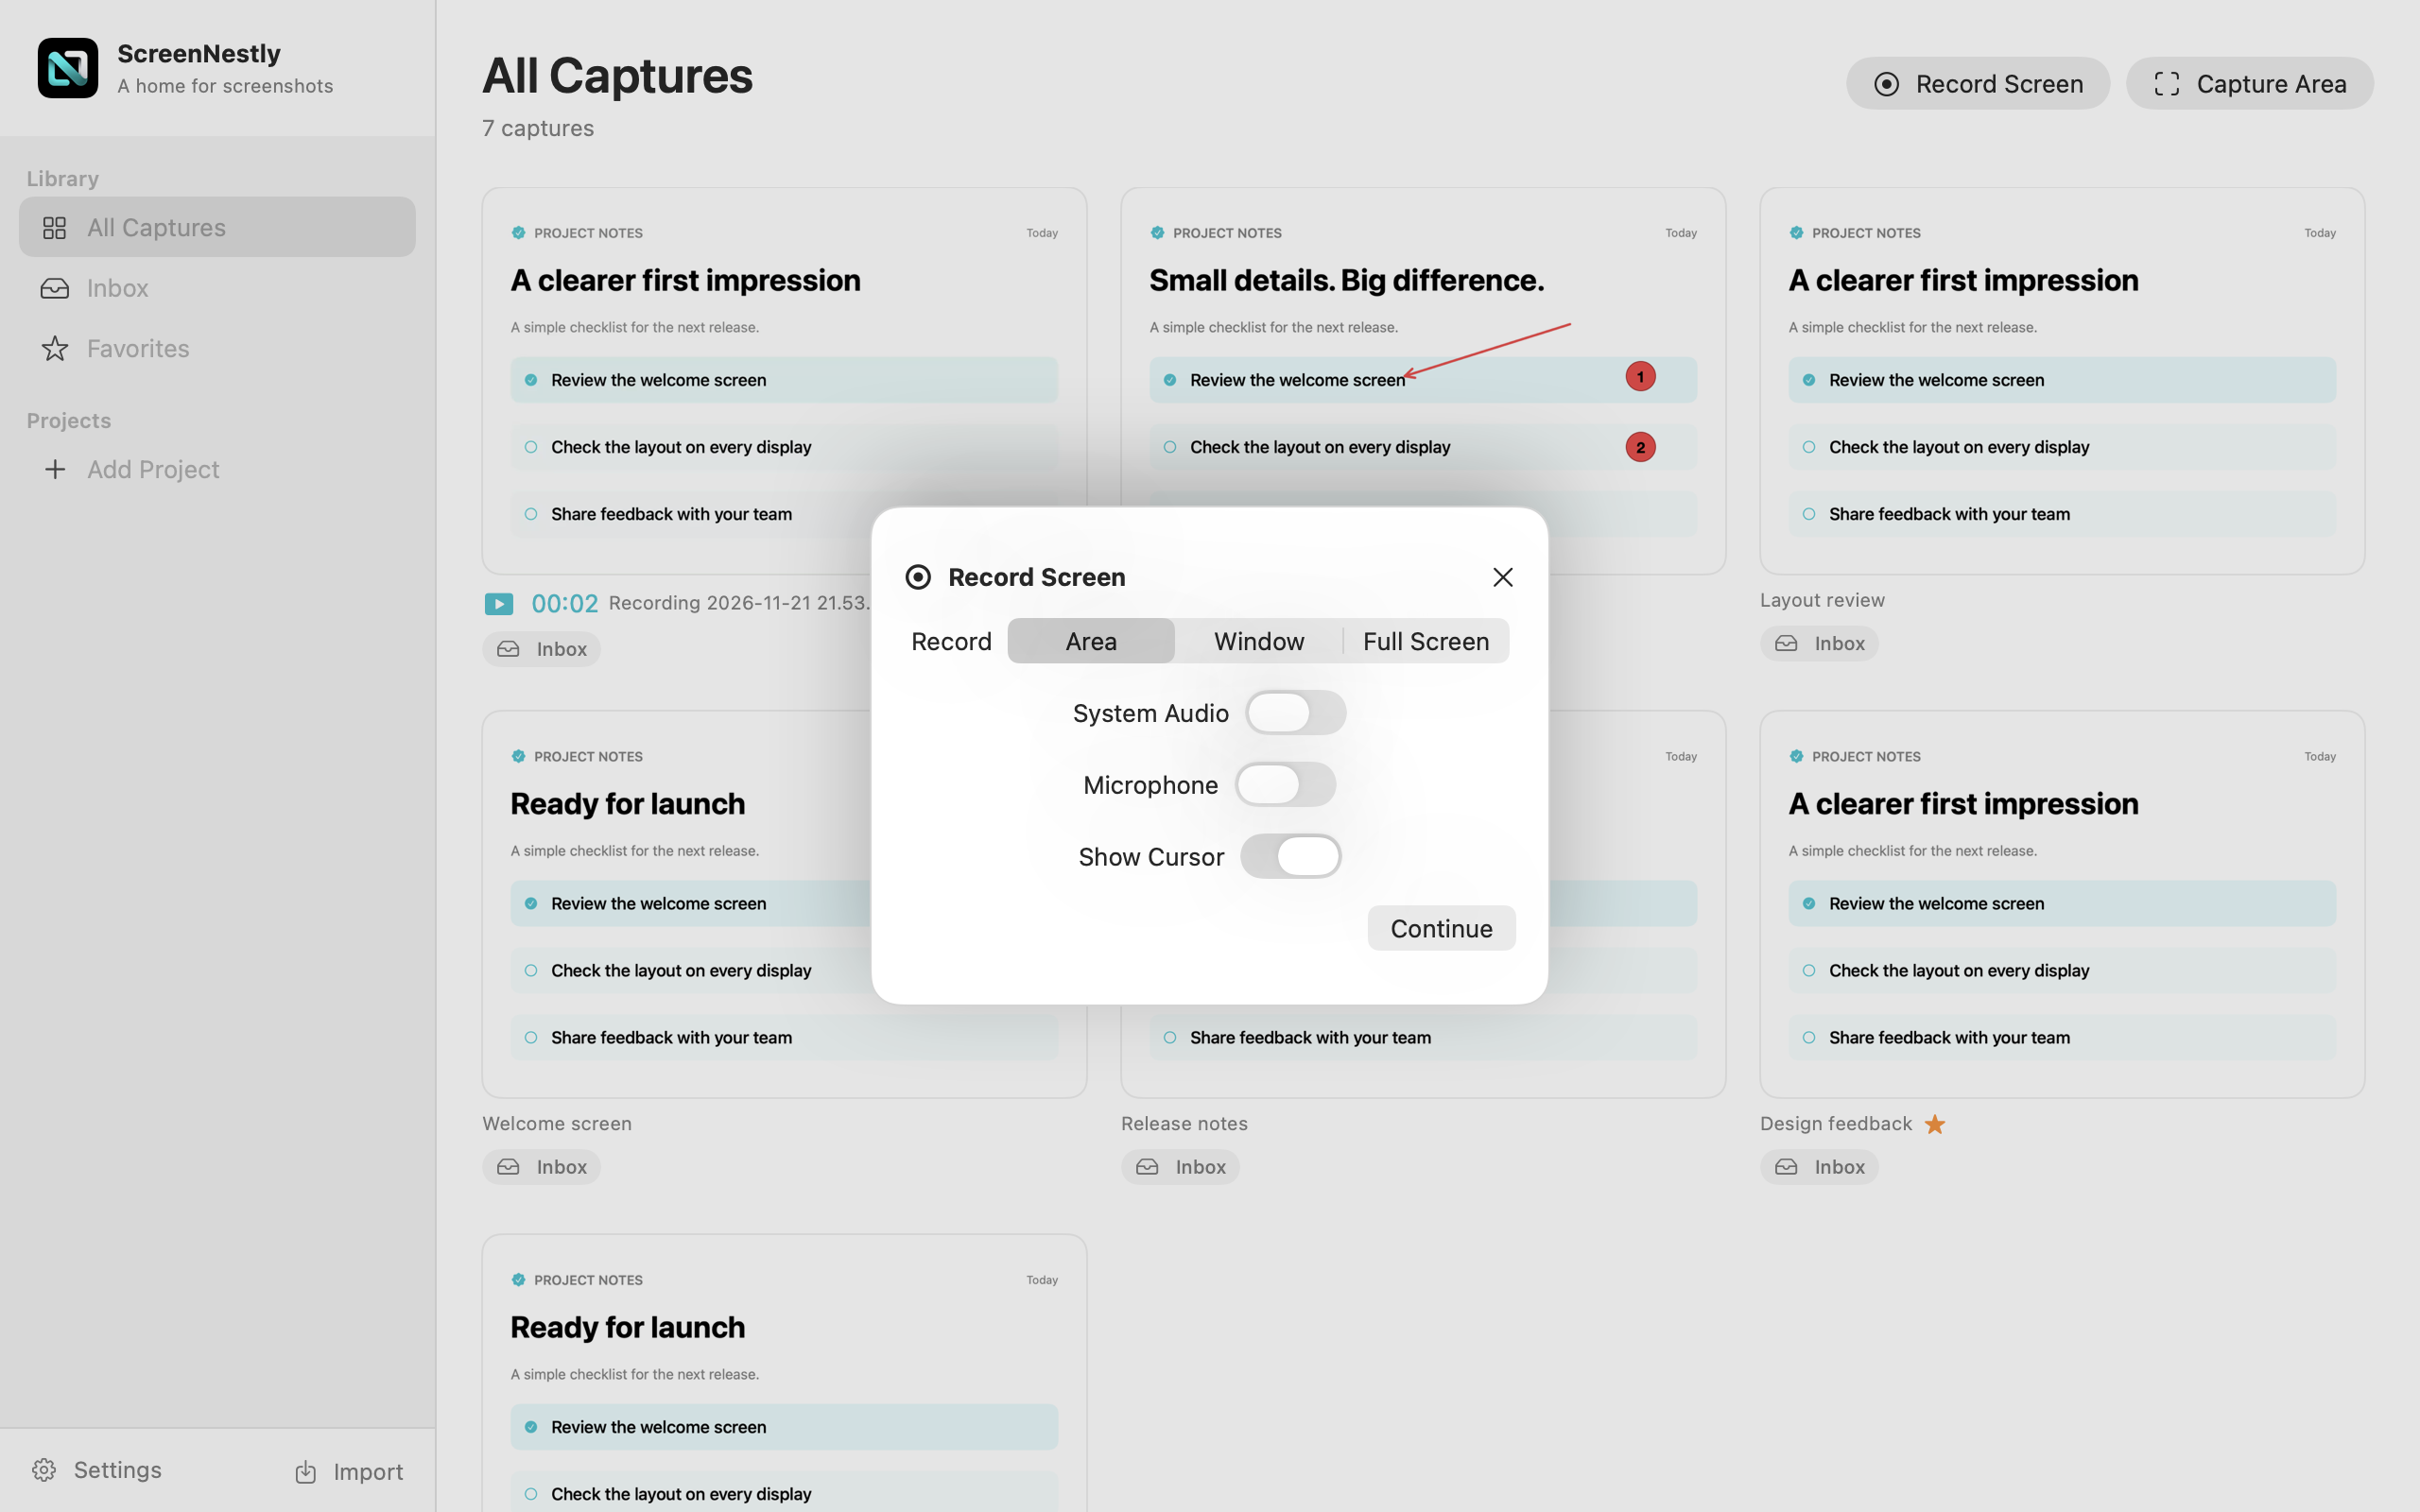 ScreenNestly
A home for screenshots
Library
All Captures
Inbox
Favorites
Projects
Add Project
Settings
Import
All Captures
7 captures
Record Screen
Capture Area
PROJECT NOTES
Today
A clearer first impression
A simple checklist for the next release.
Review the welcome screen
Check the layout on every display
Share feedback with your team
00:02 Recording 2026-11-21 21.53.
Inbox
PROJECT NOTES
Today
Small details. Big difference.
A simple checklist for the next release.
Review the welcome screen
1
Check the layout on every display
2
PROJECT NOTES
Today
A clearer first impression
A simple checklist for the next release.
Review the welcome screen
Check the layout on every display
Share feedback with your team
Layout review
Inbox
Record Screen
Record
Area
Window
Full Screen
System Audio
Microphone
Show Cursor
Continue
PROJECT NOTES
Ready for launch
A simple checklist for the next release.
Review the welcome screen
Check the layout on every display
Share feedback with your team
Welcome screen
Inbox
Today
Share feedback with your team
Release notes
Inbox
PROJECT NOTES
Today
A clearer first impression
A simple checklist for the next release.
Review the welcome screen
Check the layout on every display
Share feedback with your team
Design feedback
Inbox
PROJECT NOTES
Today
Ready for launch
A simple checklist for the next release.
Review the welcome screen
Check the layout on every display